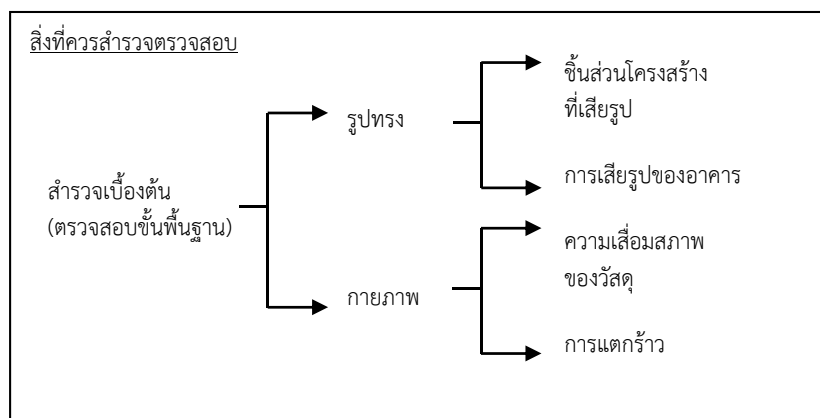 สิ่งที่ควรสำรวจตรวจสอบ
สำรวจเบื้องต้น
(ตรวจสอบขั้นพื้นฐาน)
รูปทรง
ชิ้นส่วนโครงสร้าง
ที่เสียรูป
การเสียรูปของอาคาร
กายภาพ
ความเสื่อมสภาพ
ของวัสดุ
การแตกร้าว